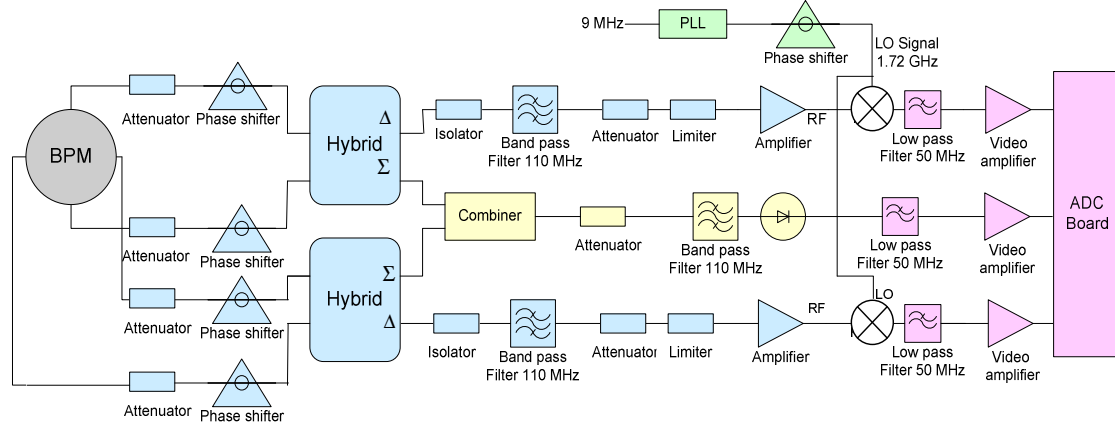 9 MHz
PLL
Phase shifter
LO Signal
1.72 GHz
BPM
Attenuator
Phase shifter
Hybrid
Δ
Σ
Isolator
Band pass
Filter 110 MHz
Attenuator
Limiter
Amplifier
RF
Low pass
Filter 50 MHz
Video
amplifier
ADC
Board
Attenuator
Phase shifter
Combiner
Attenuator
Band pass
Filter 110 MHz
Low pass
Filter 50 MHz
Video
amplifier
Attenuator
Phase shifter
Hybrid
Σ
Δ
Isolator
Band pass
Filter 110 MHz
Attenuator
Limiter
Amplifier
RF
LO
I
Low pass
Filter 50 MHz
Video
amplifier
Attenuator
Phase shifter